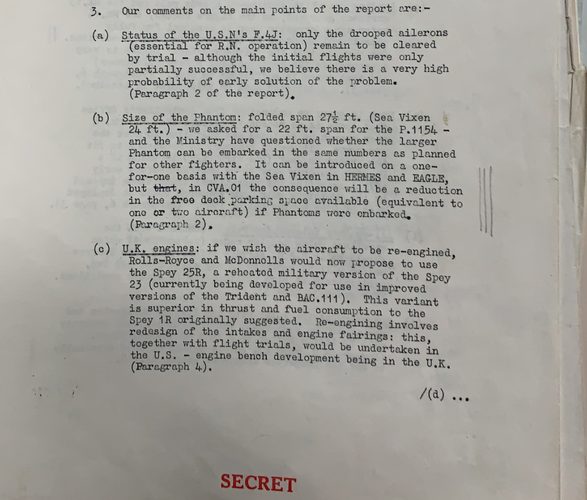 3. Our comments on the main points of the report are:-
(a) Status of the U.S.N's F.4J: only the drooped ailerons
(essential for R.N. operation) remain to be cleared
by trial - although the initial flights were only
partially successful, we believe there is a very high
probability of early solution of the problem.
(Paragraph 2 of the report).
(b) Size of the Phantom: folded span 27½ ft. (Sea Vixen
24 ft.) - we asked for a 22 ft. span for the P.1154 -
and the Ministry have questioned whether the larger
Phantom can be embarked in the same numbers as planned
for other fighters. It can be introduced on a one-
for-one basis with the Sea Vixen in HERMES and EAGLE,
but that, in CVA.01 the consequence will be a reduction
in the free deck parking space available (equivalent to
one or two aircraft) if Phantoms were embarked.
(Paragraph 2).
(c) U.K. engines: if we wish the aircraft to be re-engined,
Rolls-Royce and McDonnells would now propose to use
the Spey 25R, a reheated military version of the Spey
23 (currently being developed for use in improved
versions of the Trident and BAC.111). This variant
is superior in thrust and fuel consumption to the
Spey 1R originally suggested. Re-engining involves
redesign of the intakes and engine fairings: this,
together with flight trials, would be undertaken in
the U.S. - engine bench development being in the U.K.
(Paragraph 4).
/(d) ...
SECRET